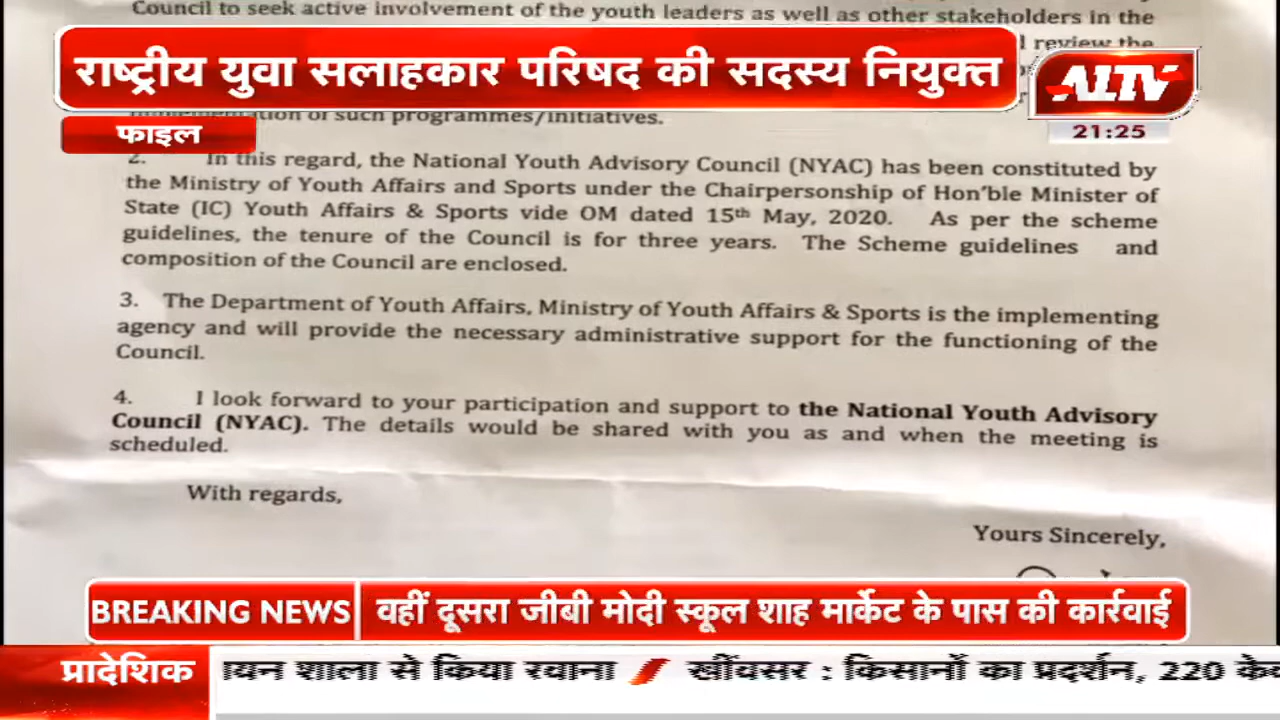 Council to seek active involvement of the youth leaders as well as other stakeholders in the
review the
राष्ट्रीय युवा सलाहकार परिषद की सदस्य नियुक्त
ALTV
21:25
फाइल
of such programmes/initiatives.
2. In this regard, the National Youth Advisory Council (NYAC) has been constituted by
the Ministry of Youth Affairs and Sports under the Chairpersonship of Hon'ble Minister of
State (IC) Youth Affairs & Sports vide OM dated 15th May, 2020. As per the scheme
guidelines, the tenure of the Council is for three years. The Scheme guidelines and
composition of the Council are enclosed.
3. The Department of Youth Affairs, Ministry of Youth Affairs & Sports is the implementing
agency and will provide the necessary administrative support for the functioning of the
Council.
4. I look forward to your participation and support to the National Youth Advisory
Council (NYAC). The details would be shared with you as and when the meeting is
scheduled.
With regards,
Yours Sincerely,
BREAKING NEWS वहीं दूसरा जीबी मोदी स्कूल शाह मार्केट के पास की कार्रवाई
प्रादेशिक यन शाला से किया रवाना खींवसर : किसानों का प्रदर्शन, 220